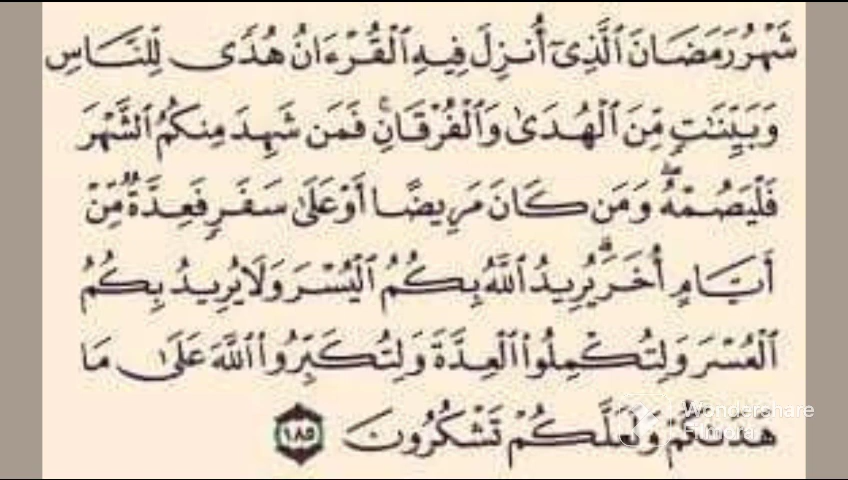 شَهْرُ رَمَضَانَ ٱلَّذِىٓ أُنزِلَ فِيهِ ٱلْقُرْءَانُ هُدًى لِّلنَّاسِ
وَبَيِّنَـٰتٍ مِّنَ ٱلْهُدَىٰ وَٱلْفُرْقَانِ ۚ فَمَن شَهِدَ مِنكُمُ ٱلشَّهْرَ
فَلْيَصُمْهُ ۖ وَمَن كَانَ مَرِيضًا أَوْ عَلَىٰ سَفَرٍ فَعِدَّةٌ مِّنْ
أَيَّامٍ أُخَرَ ۗ يُرِيدُ ٱللَّهُ بِكُمُ ٱلْيُسْرَ وَلَا يُرِيدُ بِكُمُ
ٱلْعُسْرَ وَلِتُكْمِلُوا۟ ٱلْعِدَّةَ وَلِتُكَبِّرُوا۟ ٱللَّهَ عَلَىٰ مَا
هَدَىٰكُمْ وَلَعَلَّكُمْ تَشْكُرُونَ ١٨٥
Wondershare
Filmora